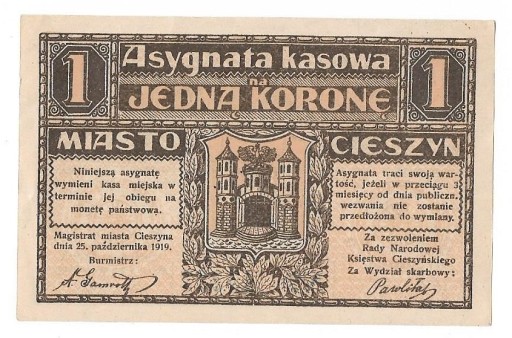 1
Asygnata kasowa
na
JEDNĄ KORONĘ
1
MIASTO
CIESZYN
Niniejszą asygnatę
wymieni kasa miejska w
terminie jej obiegu na
monetę państwową.
Magistrat miasta Cieszyna
dnia 25. października 1919.
Burmistrz:
Asygnata traci swoją war-
tość, jeżeli w przeciągu 3
miesięcy od dnia publiczn.
wezwania nie zostanie
przedłożona do wymiany.
Za zezwoleniem
Rady Narodowej
Księstwa Cieszyńskiego
Za Wydział skarbowy: